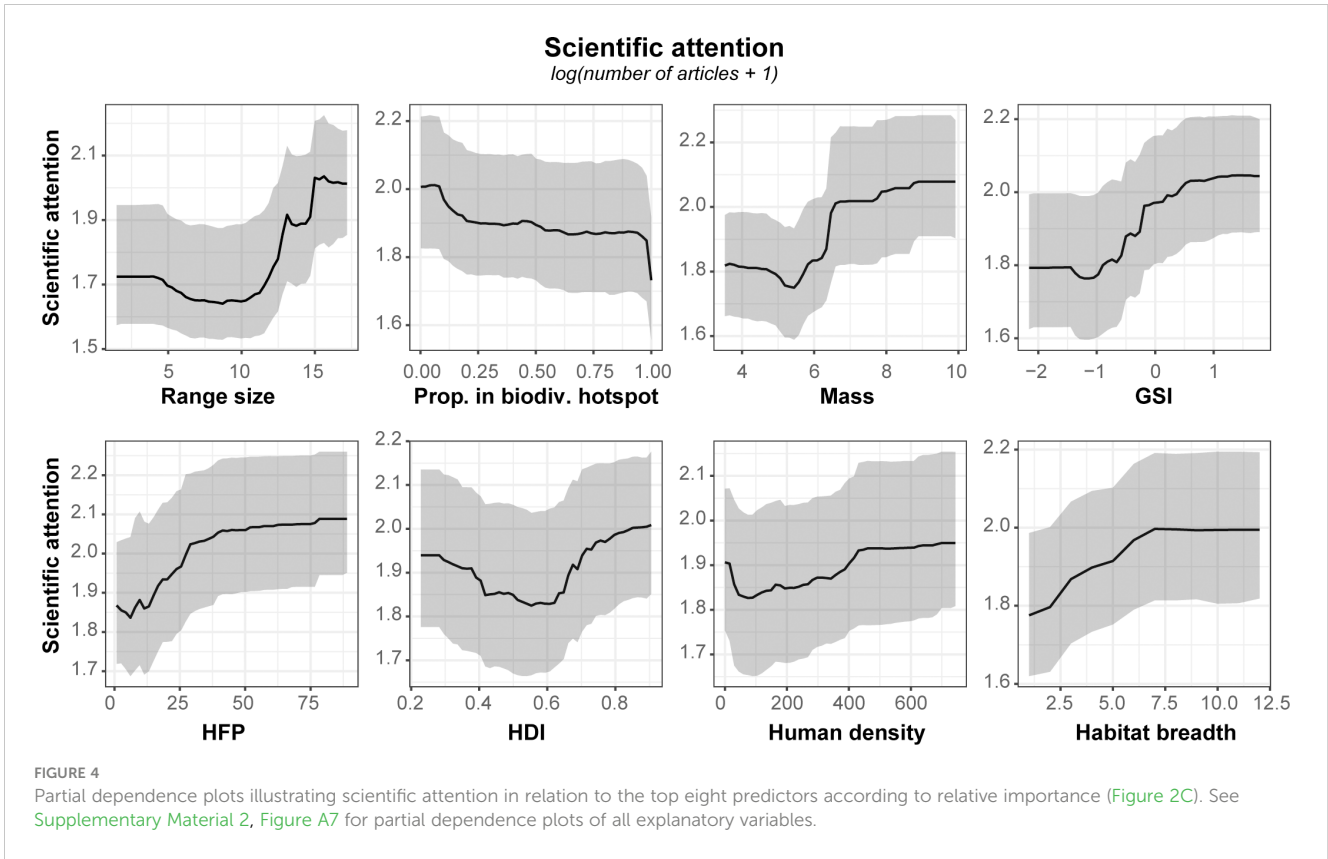 Scientific attention
log(number of articles + 1)
Scientific attention
2.1
1.9
1.7
1.5
5 10 15
Range size
2.2
2.0
1.8
1.6
0.00 0.25 0.50 0.75 1.00
Prop. in biodiv. hotspot
2.2
2.0
1.8
1.6
4 6 8 10
Mass
2.2
2.0
1.8
1.6
−2 −1 0 1
GSI
Scientific attention
2.2
2.1
2.0
1.9
1.8
1.7
0 25 50 75
HFP
2.2
2.1
2.0
1.9
1.8
1.7
0.2 0.4 0.6 0.8
HDI
2.1
2.0
1.9
1.8
1.7
0 200 400 600
Human density
2.2
2.0
1.8
1.6
2.5 5.0 7.5 10.0 12.5
Habitat breadth
FIGURE 4
Partial dependence plots illustrating scientific attention in relation to the top eight predictors according to relative importance (Figure 2C). See
Supplementary Material 2, Figure A7 for partial dependence plots of all explanatory variables.